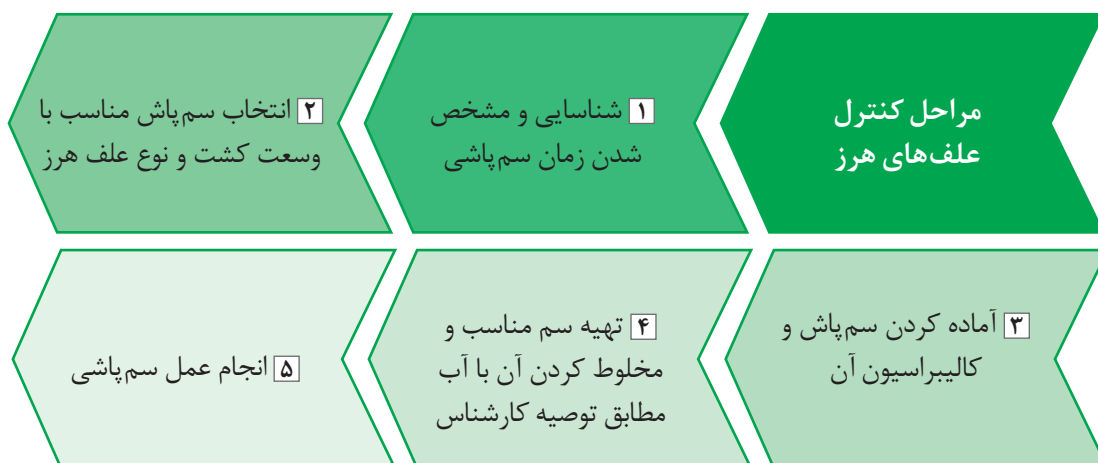 مراحل کنترل
علف‌های هرز
۱ شناسایی و مشخص
شدن زمان سم‌پاشی
۲ انتخاب سم‌پاش مناسب با
وسعت کشت و نوع علف هرز
۳ آماده کردن سم‌پاش و
کالیبراسیون آن
۴ تهیه سم مناسب و
مخلوط کردن آن با آب
مطابق توصیه کارشناس
۵ انجام عمل سم‌پاشی